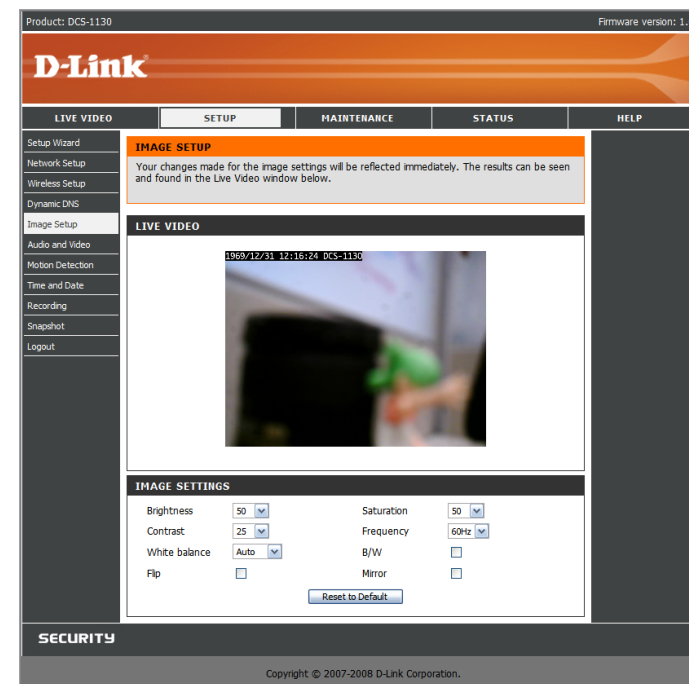 Product: DCS-1130
Firmware version: 1.
D-Link
LIVE VIDEO
SETUP
MAINTENANCE
STATUS
HELP
Setup Wizard
Network Setup
Wireless Setup
Dynamic DNS
Image Setup
Audio and Video
Motion Detection
Time and Date
Recording
Snapshot
Logout
IMAGE SETUP
Your changes made for the image settings will be reflected immediately. The results can be seen
and found in the Live Video window below.
LIVE VIDEO
1969/12/31 12:16:24 DCS-1130
IMAGE SETTINGS
Brightness 50 Saturation 50
Contrast 25 Frequency 60Hz
White balance Auto B/W
Flip Mirror
Reset to Default
SECURITY
Copyright © 2007-2008 D-Link Corporation.